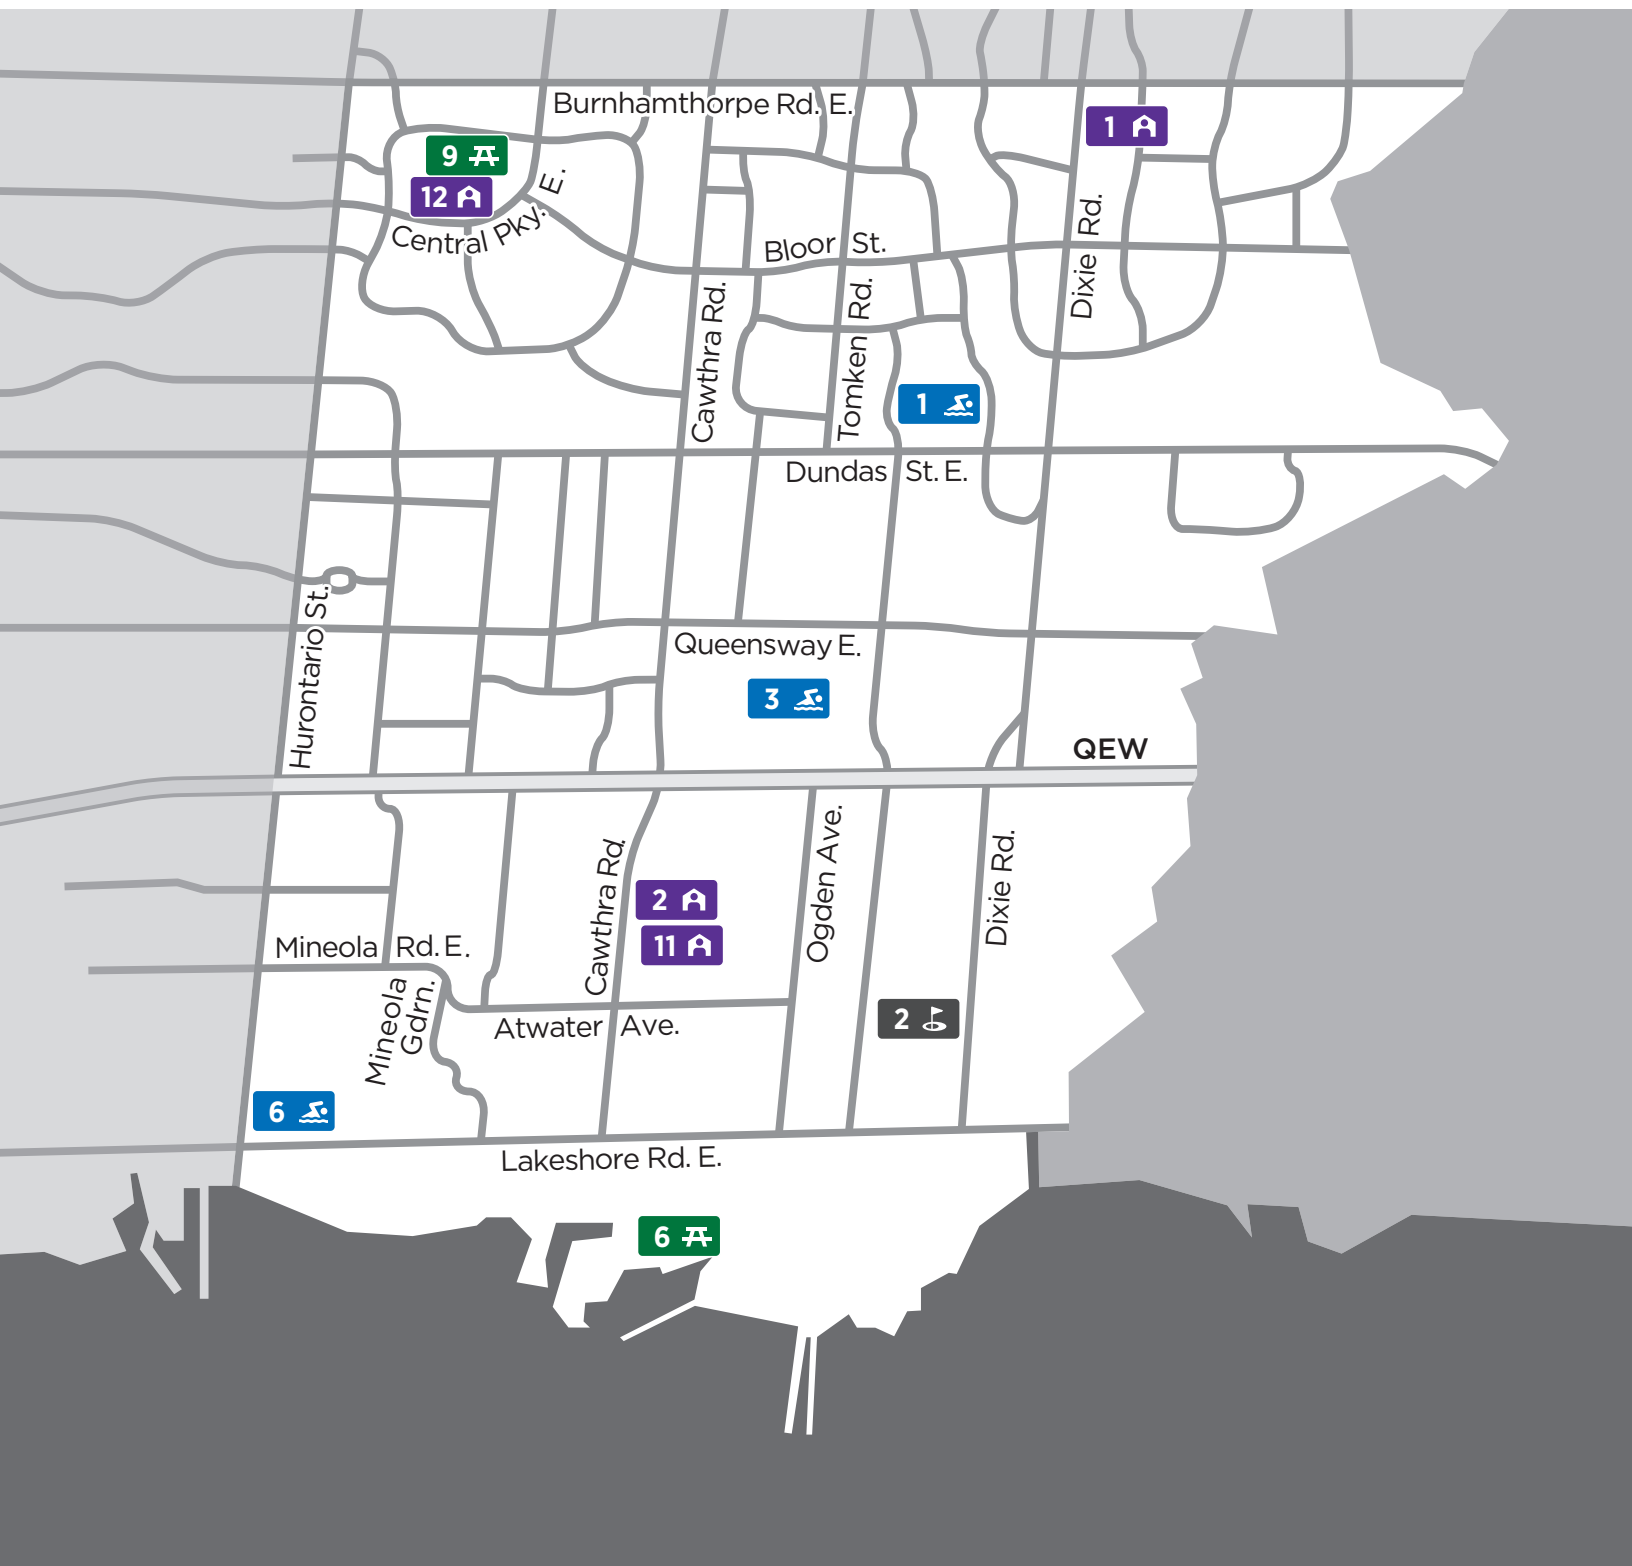 Burnhamthorpe Rd. E.
1
9
12
Central Pky. E.
Bloor St.
Dixie Rd.
Cawthra Rd.
Tomken Rd.
1
Dundas St. E.
Hurontario St.
Queensway E.
3
QEW
Cawthra Rd.
Ogden Ave.
Dixie Rd.
2
11
Mineola Rd. E.
Mineola
Gdrn.
Atwater Ave.
2
6
Lakeshore Rd. E.
6